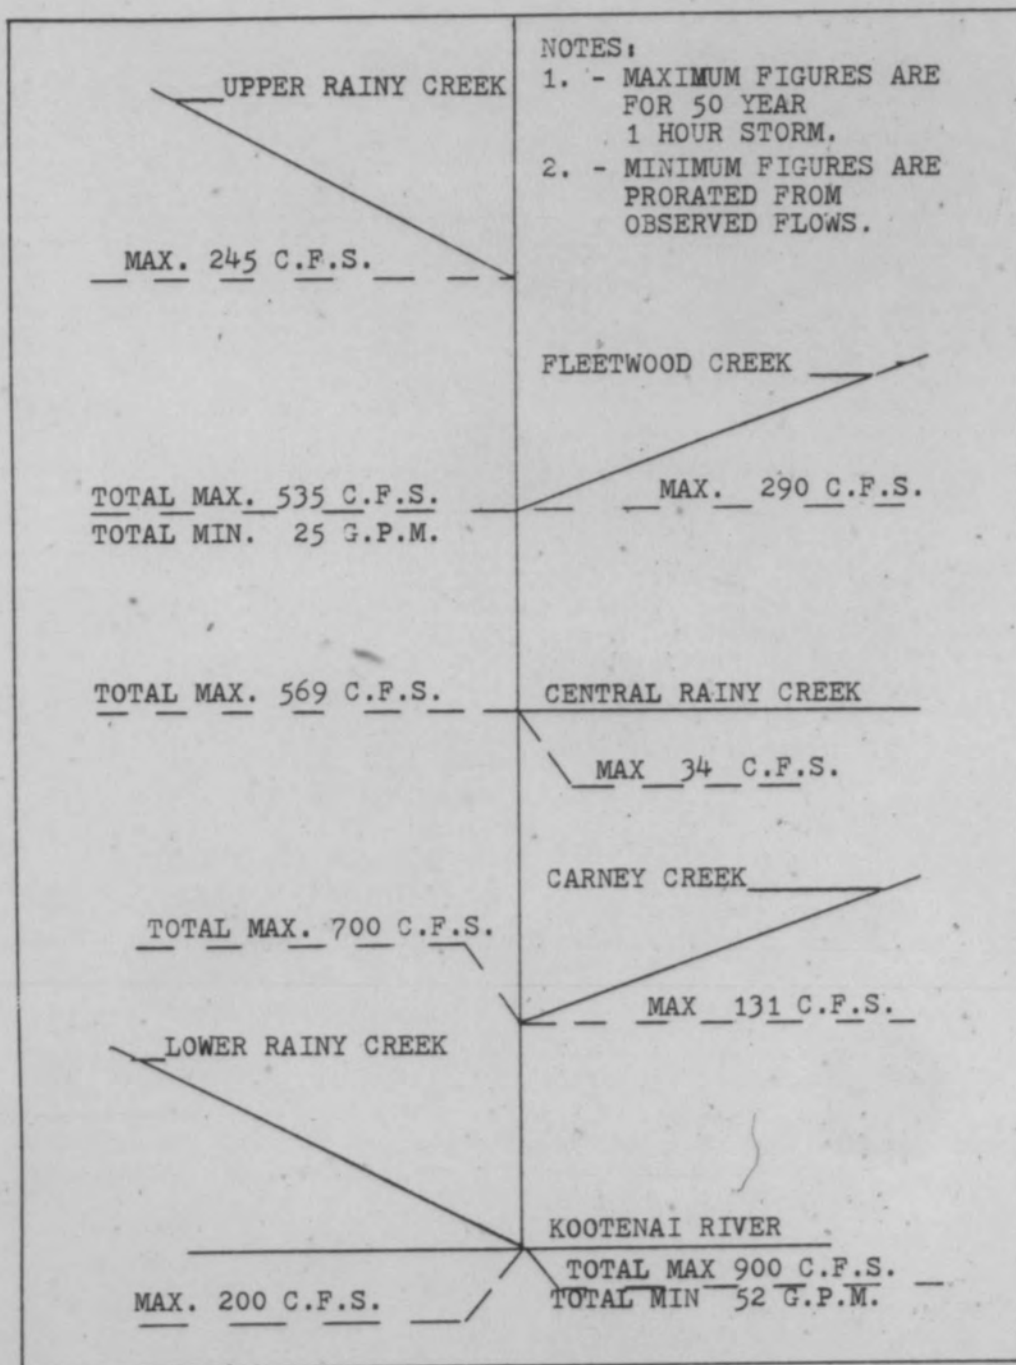 NOTES:
1. - MAXIMUM FIGURES ARE
FOR 50 YEAR
1 HOUR STORM.
2. - MINIMUM FIGURES ARE
PRORATED FROM
OBSERVED FLOWS.
UPPER RAINY CREEK
MAX. 245 C.F.S.
FLEETWOOD CREEK
MAX. 290 C.F.S.
TOTAL MAX. 535 C.F.S.
TOTAL MIN. 25 G.P.M.
TOTAL MAX. 569 C.F.S.
CENTRAL RAINY CREEK
MAX 34 C.F.S.
CARNEY CREEK
TOTAL MAX. 700 C.F.S.
MAX 131 C.F.S.
LOWER RAINY CREEK
KOOTENAI RIVER
TOTAL MAX 900 C.F.S.
TOTAL MIN 52 G.P.M.
MAX. 200 C.F.S.